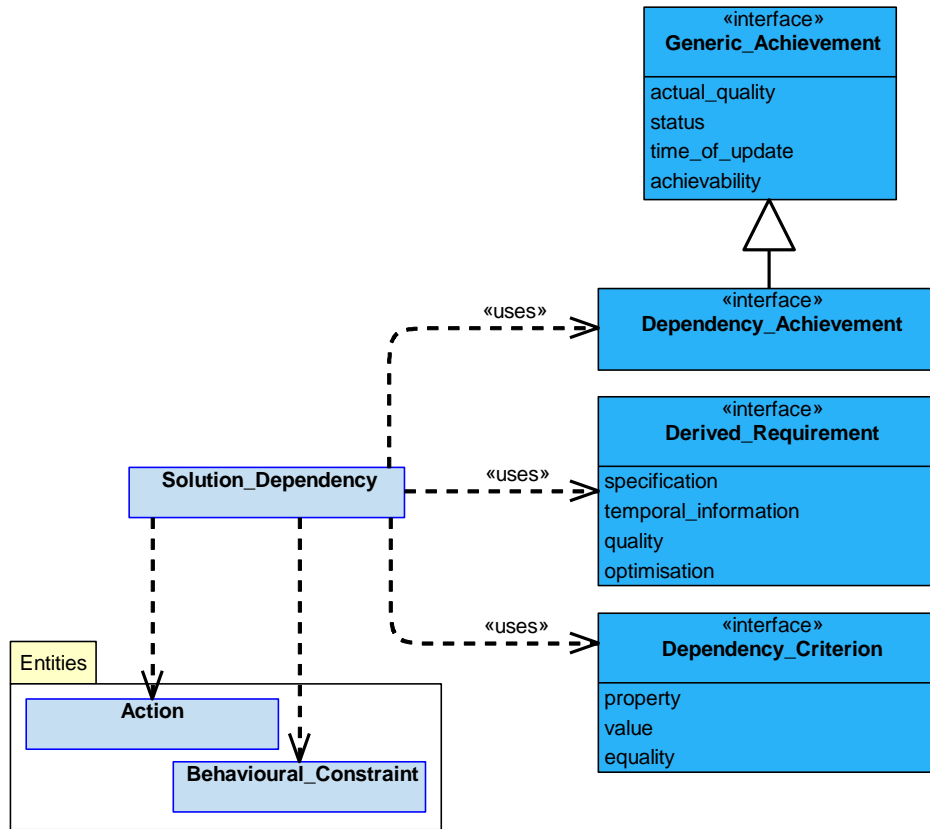 «interface»
Generic_Achievement
actual_quality
status
time_of_update
achievability
«interface»
Dependency_Achievement
«uses»
«interface»
Derived_Requirement
specification
temporal_information
quality
optimisation
«uses»
Solution_Dependency
«interface»
Dependency_Criterion
property
value
equality
«uses»
Entities
Action
Behavioural_Constraint